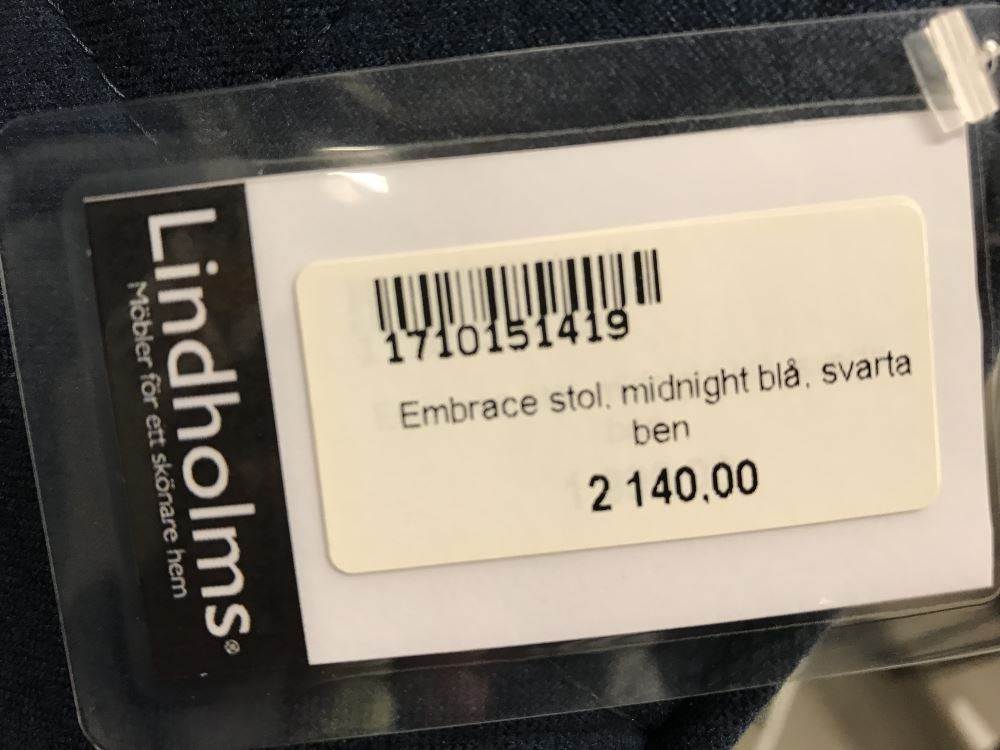 Lindholms®
Möbler för ett skönare hem
1710151419
Embrace stol, midnight blå, svarta
ben
2 140,00